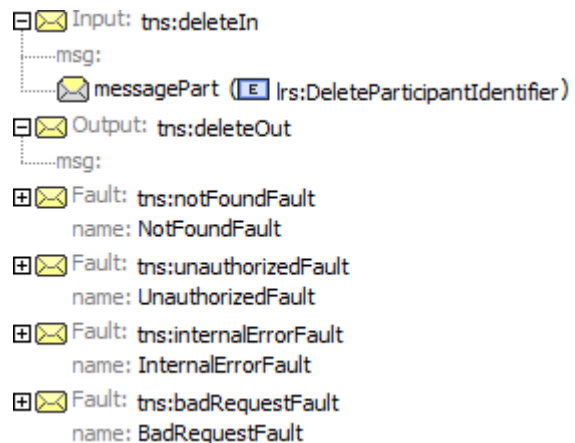 Input: tns:deleteIn
msg:
messagePart (E lrs:DeleteParticipantIdentifier)
Output: tns:deleteOut
msg:
Fault: tns:notFoundFault
name: NotFoundFault
Fault: tns:unauthorizedFault
name: UnauthorizedFault
Fault: tns:internalErrorFault
name: InternalErrorFault
Fault: tns:badRequestFault
name: BadRequestFault